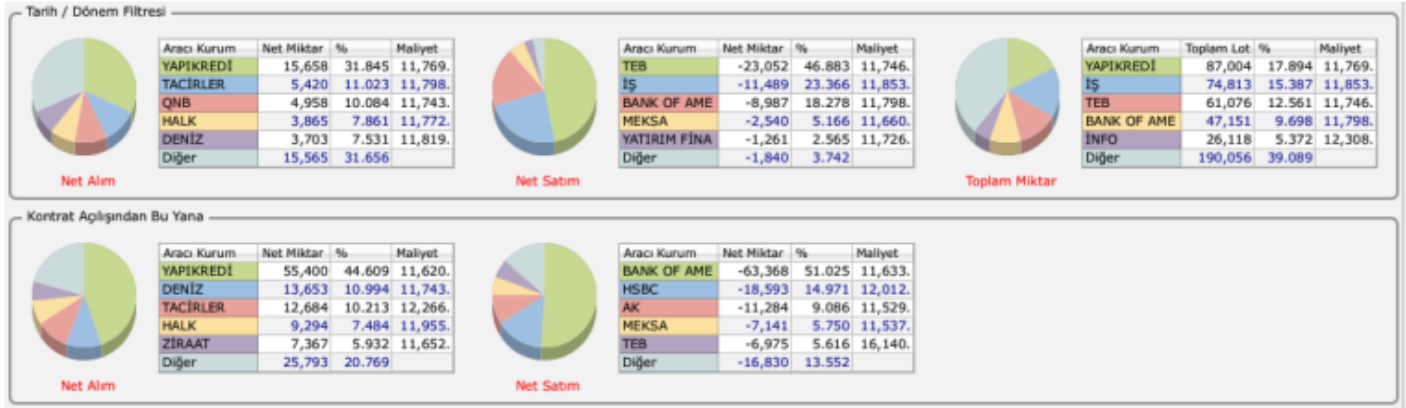 Tarih / Dönem Filtresi
Aracı Kurum Net Miktar % Maliyet
YAPIKREDİ 15,658 31.845 11,769.
TACİRLER 5,420 11.023 11,798.
QNB 4,958 10.084 11,743.
HALK 3,865 7.861 11,772.
DENİZ 3,703 7.531 11,819.
Diğer 15,565 31.656
Net Alım
Aracı Kurum Net Miktar % Maliyet
TEB -23,052 46.883 11,746.
İŞ -11,489 23.366 11,853.
BANK OF AME -8,987 18.278 11,798.
MEKSA -2,540 5.166 11,660.
YATIRIM FİNA -1,261 2.565 11,726.
Diğer -1,840 3.742
Net Satım
Aracı Kurum Toplam Lot % Maliyet
YAPIKREDİ 87,004 17.894 11,769.
İŞ 74,813 15.387 11,853.
TEB 61,076 12.561 11,746.
BANK OF AME 47,151 9.698 11,798.
İNFO 26,118 5.372 12,308.
Diğer 190,056 39.089
Toplam Miktar
Kontrat Açılışından Bu Yana
Aracı Kurum Net Miktar % Maliyet
YAPIKREDİ 55,400 44.609 11,620.
DENİZ 13,653 10.994 11,743.
TACİRLER 12,684 10.213 12,266.
HALK 9,294 7.484 11,955.
ZİRAAT 7,367 5.932 11,652.
Diğer 25,793 20.769
Net Alım
Aracı Kurum Net Miktar % Maliyet
BANK OF AME -63,368 51.025 11,633.
HSBC -18,593 14.971 12,012.
AK -11,284 9.086 11,529.
MEKSA -7,141 5.750 11,537.
TEB -6,975 5.616 16,140.
Diğer -16,830 13.552
Net Satım